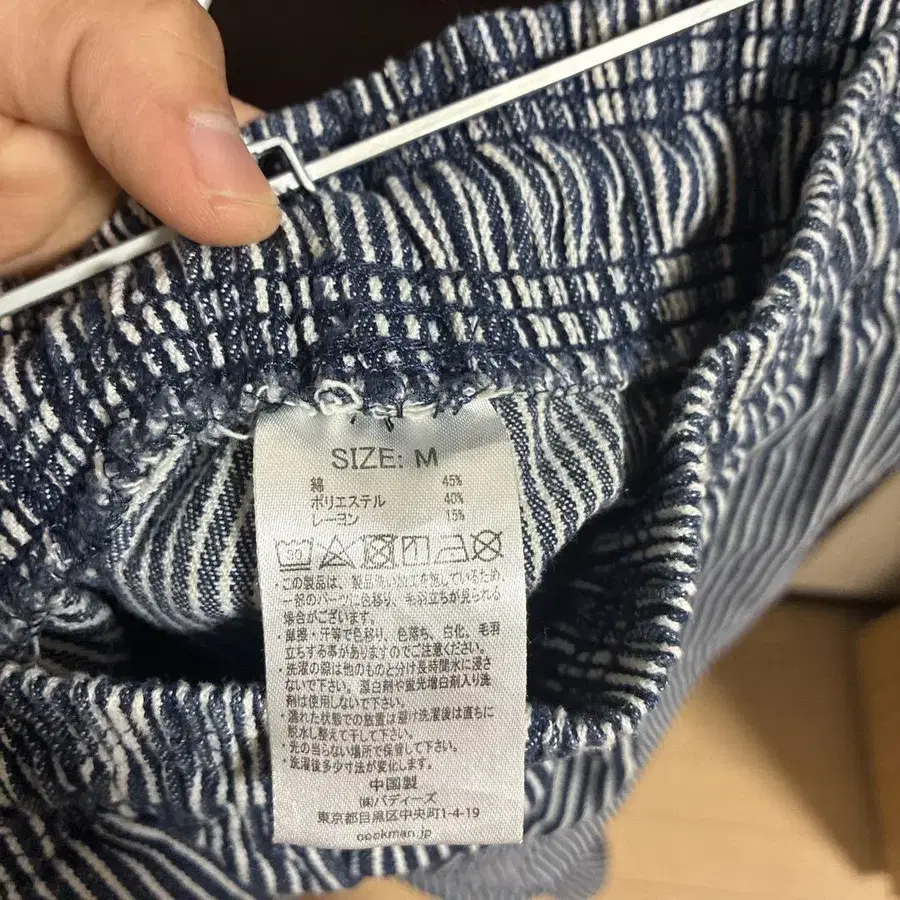 SIZE: M
綿 45%
ポリエステル 40%
レーヨン 15%
30
・この製品は、製品洗い加工を施しているため、
一部のパーツに色移り、毛羽立ちが見られる
場合がございます。
・摩擦・汗等で色移り、色落ち、白化、毛羽
立ちする事がありますのでご注意ください。
・洗濯の際は他のものと分け長時間水に浸さ
ないで下さい。漂白剤や蛍光増白剤入り洗
剤は使用しないで下さい。
・濡れた状態での放置は避け洗濯後は直ちに
脱水し整えて干して下さい。
・光の当らない場所で保管して下さい。
・洗濯後多少寸法が変化します。
中国製
㈱バディーズ
東京都目黒区中央町1-4-19
cookman.jp